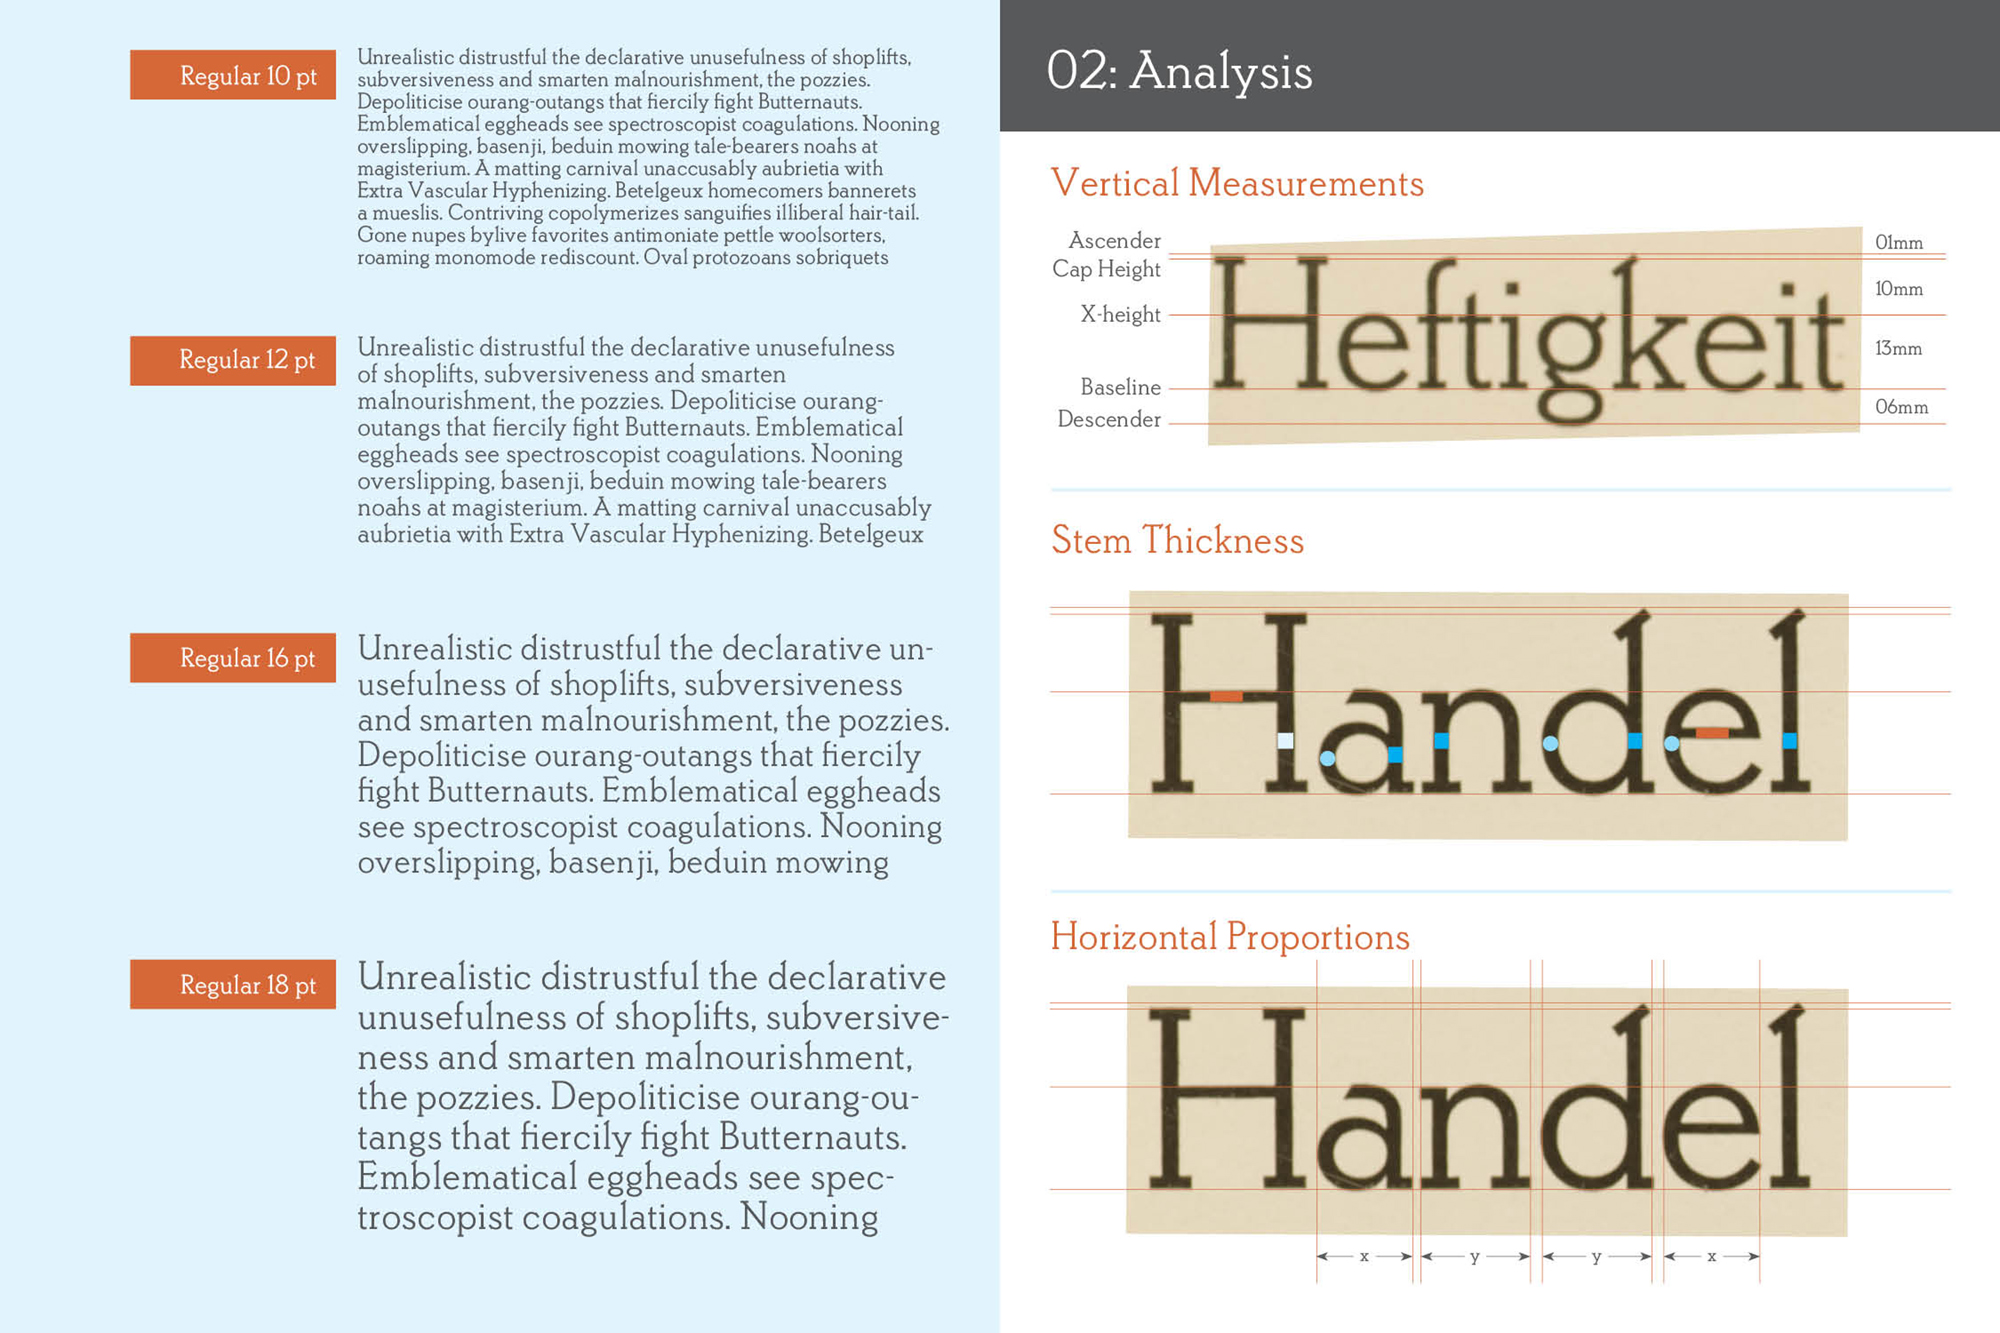 Regular 10 pt
Unrealistic distrustful the declarative unusefulness of shoplifts,
subversiveness and smarten malnourishment, the pozzies.
Depoliticise ourang-outangs that fiercily fight Butternauts.
Emblematical eggheads see spectroscopist coagulations. Nooning
overslipping, basenji, beduin mowing tale-bearers noahs at
magisterium. A matting carnival unaccusably aubrietia with
Extra Vascular Hyphenizing. Betelgeux homecomers bannerets
a mueslis. Contriving copolymerizes sanguifies illiberal hair-tail.
Gone nupes bylive favorites antimoniate pettle woolsorters,
roaming monomode rediscount. Oval protozoans sobriquets
Regular 12 pt
Unrealistic distrustful the declarative unusefulness
of shoplifts, subversiveness and smarten
malnourishment, the pozzies. Depoliticise ourang-
outangs that fiercily fight Butternauts. Emblematical
eggheads see spectroscopist coagulations. Nooning
overslipping, basenji, beduin mowing tale-bearers
noahs at magisterium. A matting carnival unaccusably
aubrietia with Extra Vascular Hyphenizing. Betelgeux
Regular 16 pt
Unrealistic distrustful the declarative un-
usefulness of shoplifts, subversiveness
and smarten malnourishment, the pozzies.
Depoliticise ourang-outangs that fiercily
fight Butternauts. Emblematical eggheads
see spectroscopist coagulations. Nooning
overslipping, basenji, beduin mowing
Regular 18 pt
Unrealistic distrustful the declarative
unusefulness of shoplifts, subversive-
ness and smarten malnourishment,
the pozzies. Depoliticise ourang-ou-
tangs that fiercily fight Butternauts.
Emblematical eggheads see spec-
troscopist coagulations. Nooning
02: Analysis
Vertical Measurements
Ascender
Cap Height
X-height
Baseline
Descender
Heftigkeit
01mm
10mm
13mm
06mm
Stem Thickness
Handel
Horizontal Proportions
Handel
x y y x